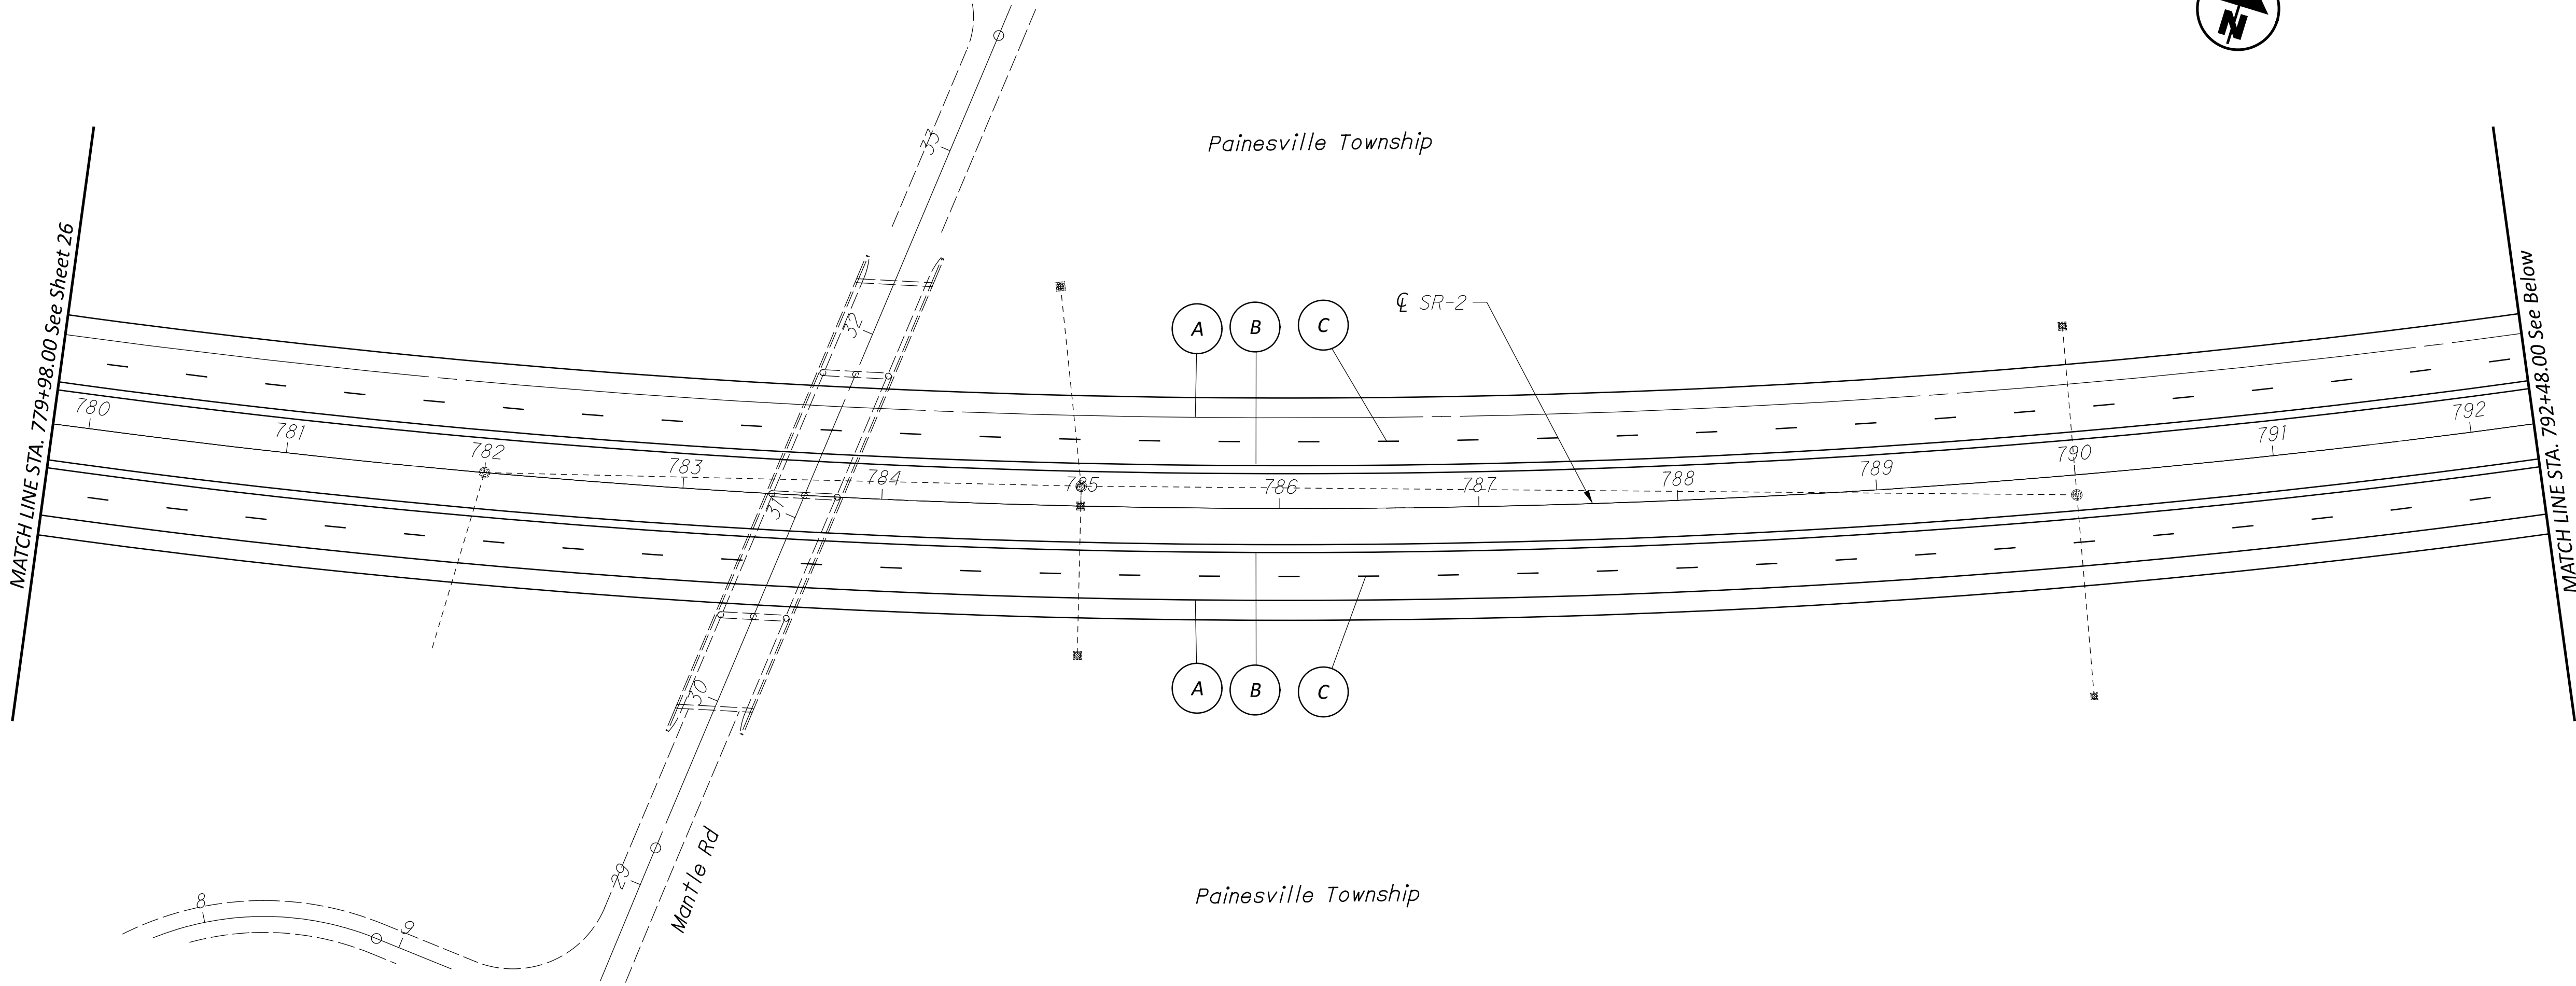 N
33
Painesville Township
MATCH LINE STA. 779+98.00 See Sheet 26
MATCH LINE STA. 792+48.00 See Below
32
A B C
℄ SR-2
780
781
782
783
784
785
786
787
788
789
790
791
792
31
A B C
30
29
Mantle Rd
8
9
Painesville Township